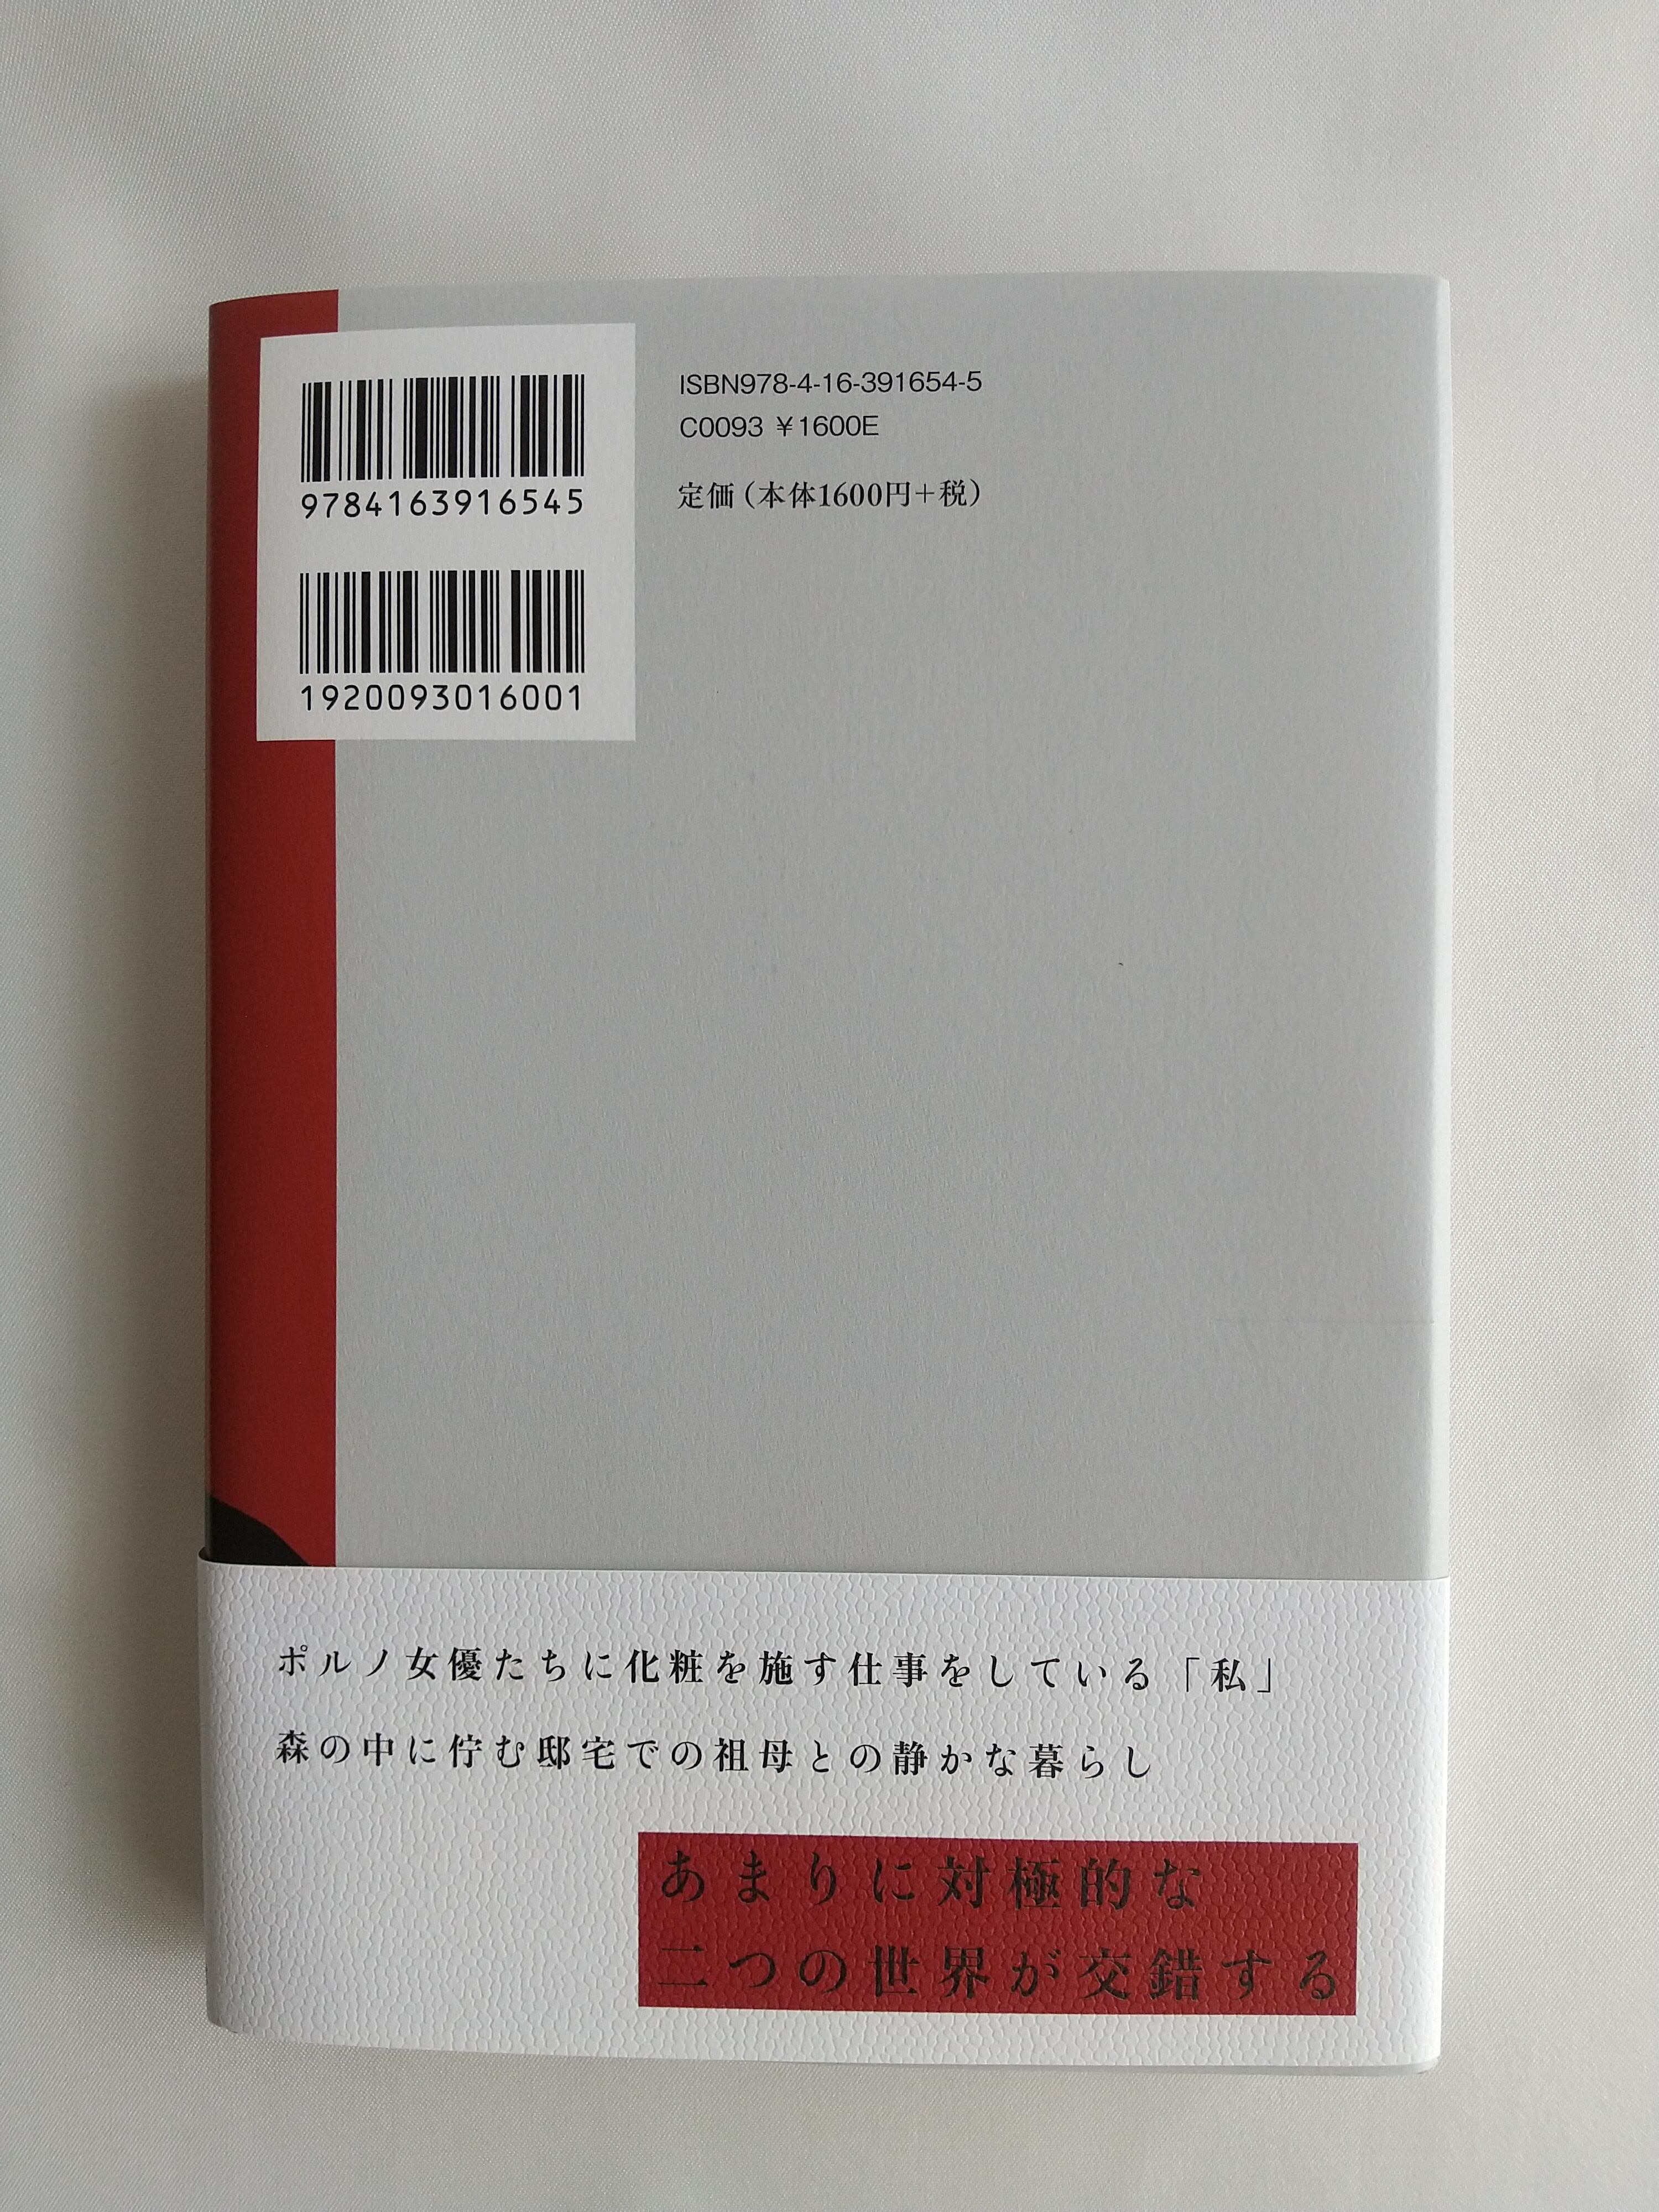 9784163916545
1920093016001
ISBN978-4-16-391654-5
C0093 ￥1600E
定価（本体1600円＋税）
ポルノ女優たちに化粧を施す仕事をしている「私」
森の中に佇む邸宅での祖母との静かな暮らし
あまりに対極的な
二つの世界が交錯する